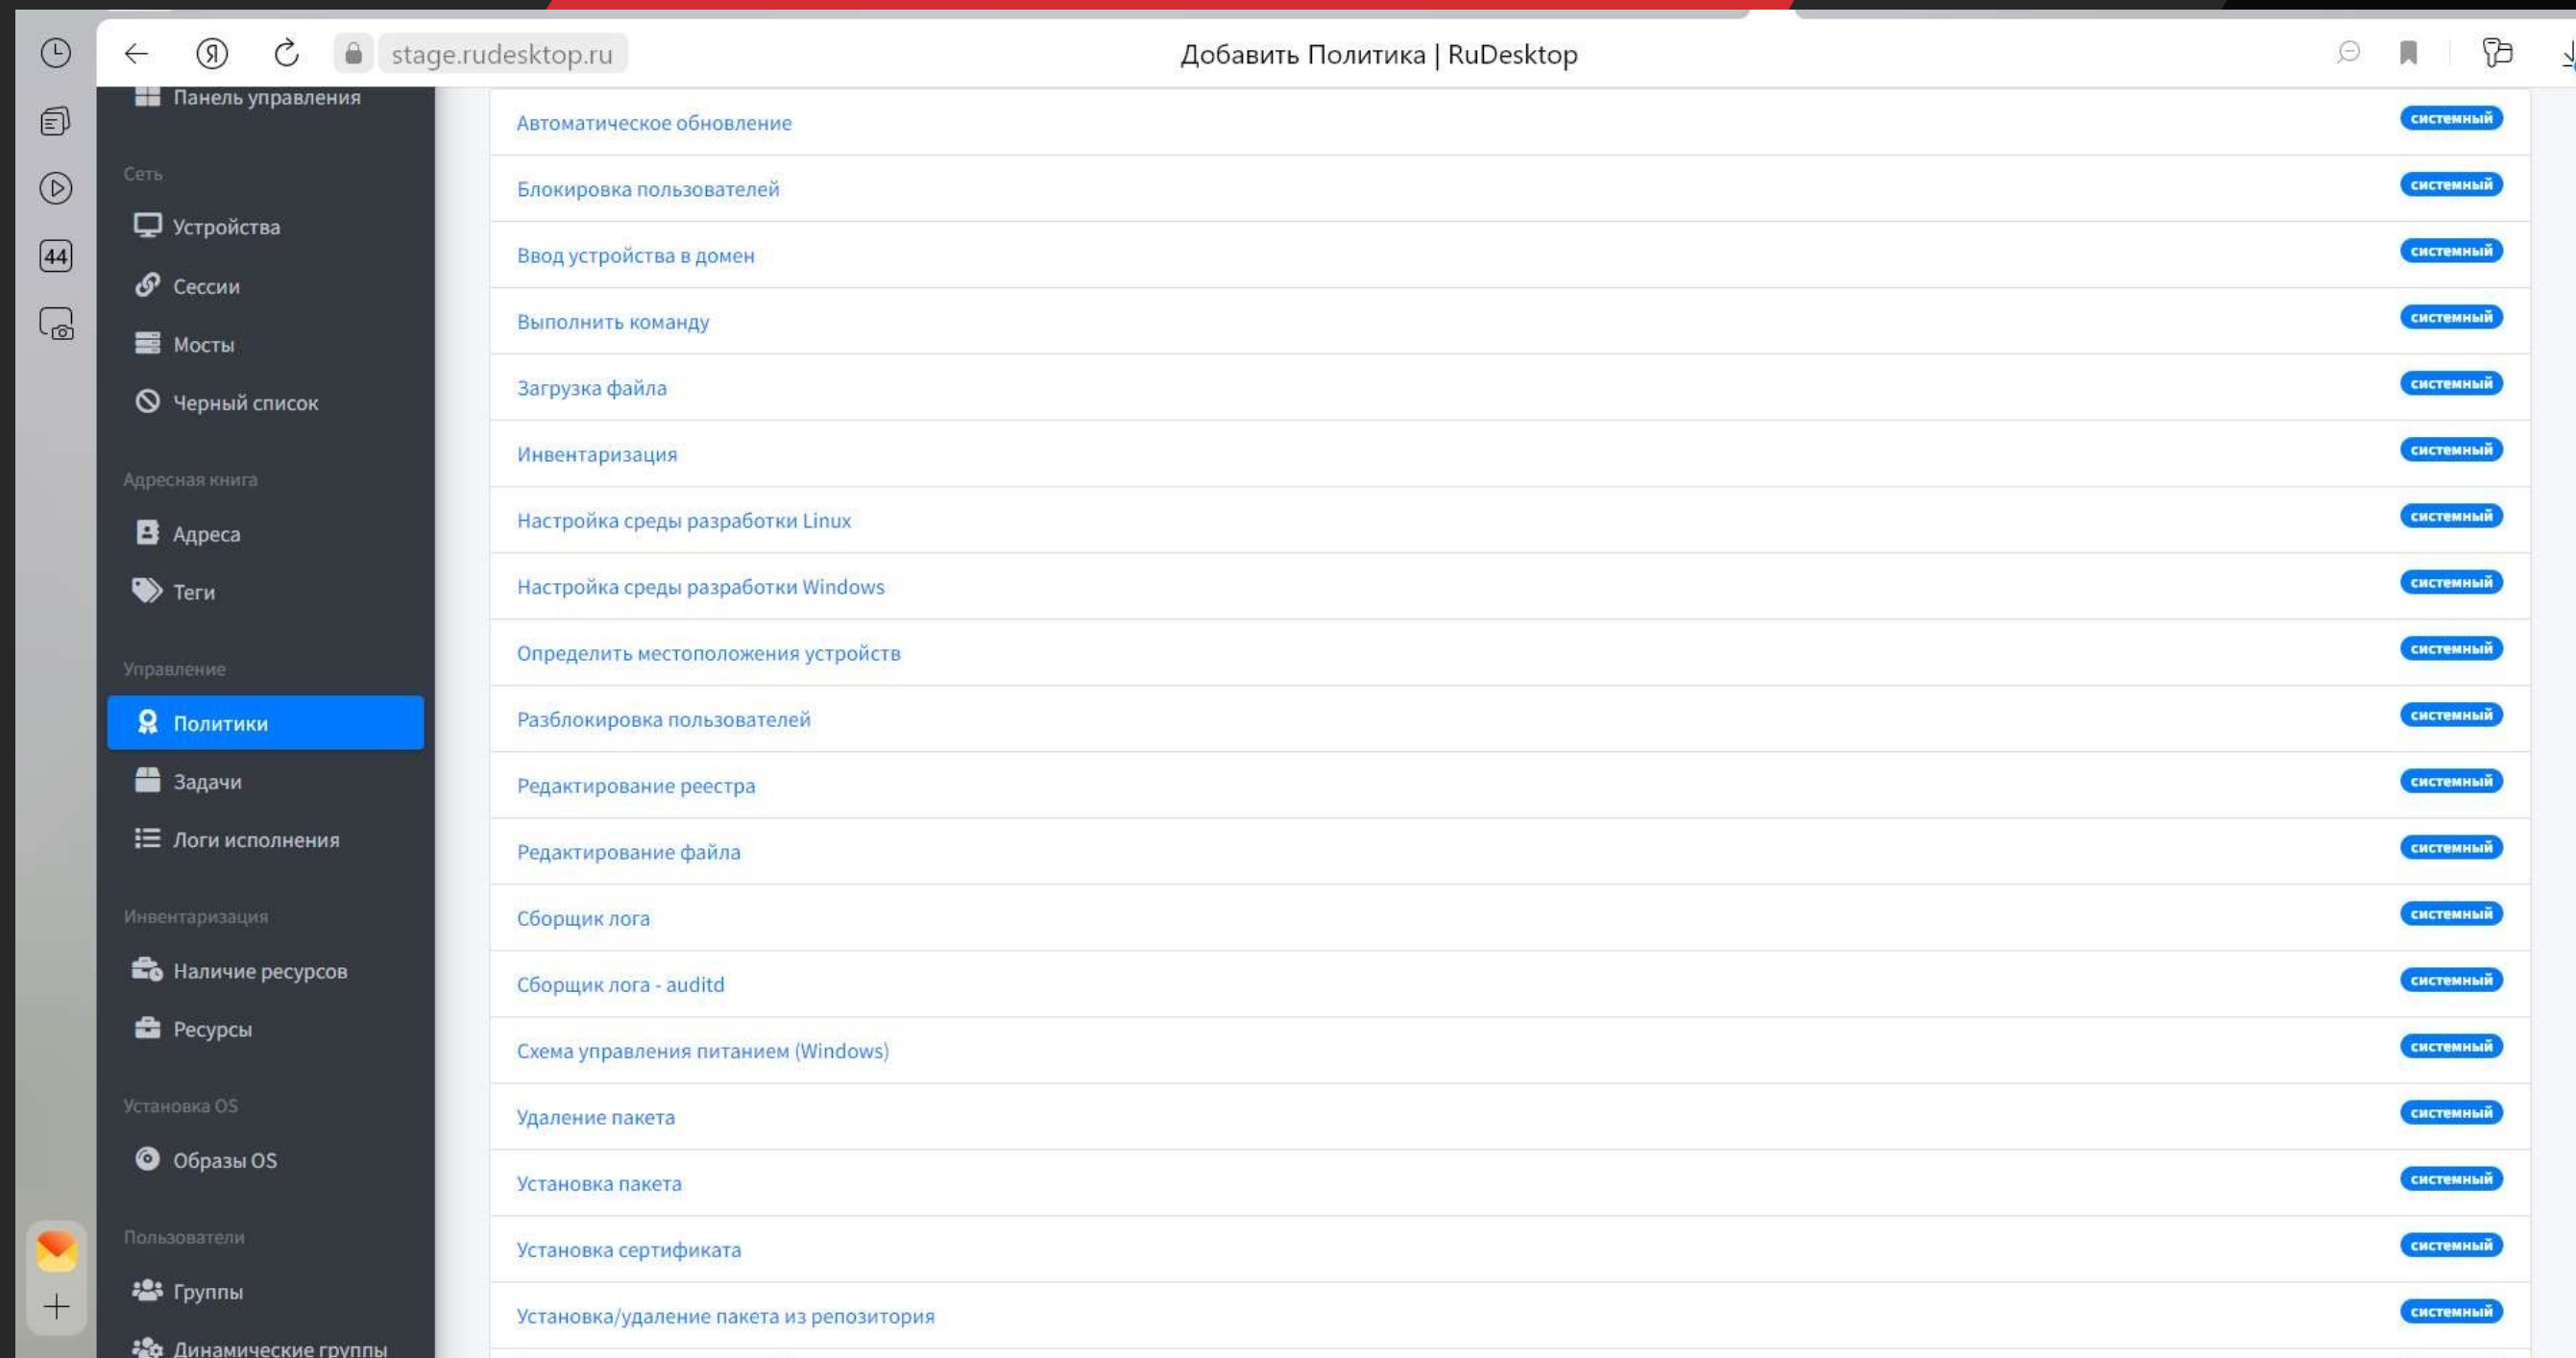 stage.rudesktop.ru
Добавить Политика | RuDesktop
44
Панель управления
Сеть
Устройства
Сессии
Мосты
Черный список
Адресная книга
Адреса
Теги
Управление
Политики
Задачи
Логи исполнения
Инвентаризация
Наличие ресурсов
Ресурсы
Установка OS
Образы OS
Пользователи
Группы
Динамические группы
Автоматическое обновление системный
Блокировка пользователей системный
Ввод устройства в домен системный
Выполнить команду системный
Загрузка файла системный
Инвентаризация системный
Настройка среды разработки Linux системный
Настройка среды разработки Windows системный
Определить местоположения устройств системный
Разблокировка пользователей системный
Редактирование реестра системный
Редактирование файла системный
Сборщик лога системный
Сборщик лога - auditd системный
Схема управления питанием (Windows) системный
Удаление пакета системный
Установка пакета системный
Установка сертификата системный
Установка/удаление пакета из репозитория системный